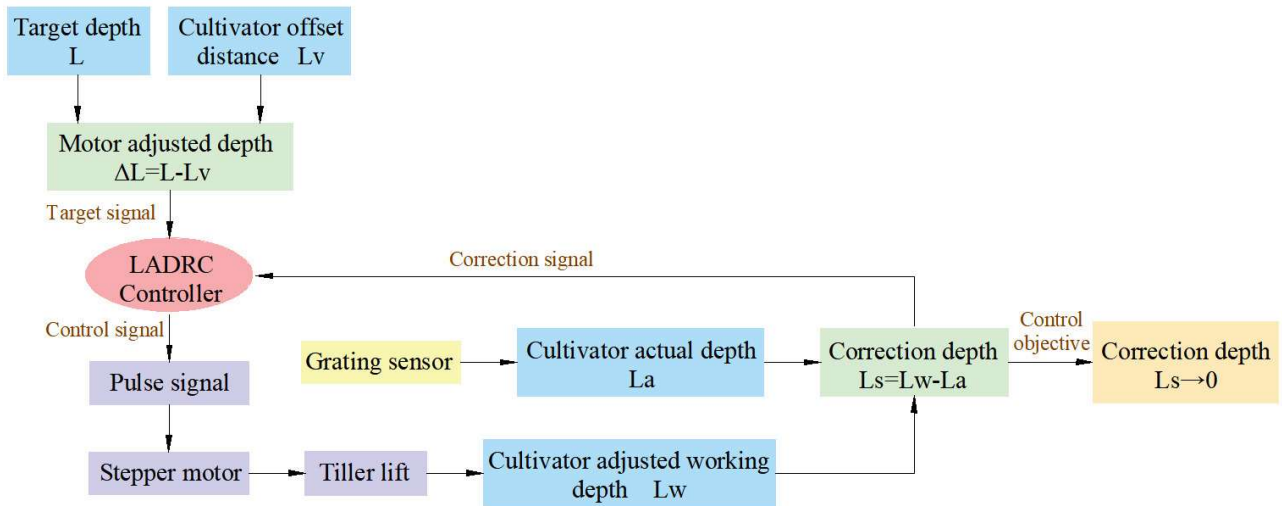 Target depth
L
Cultivator offset
distance Lv
Motor adjusted depth
ΔL=L-Lv
Target signal
LADRC
Controller
Correction signal
Control signal
Pulse signal
Grating sensor
Cultivator actual depth
La
Correction depth
Ls=Lw-La
Control
objective
Correction depth
Ls→0
Stepper motor
Tiller lift
Cultivator adjusted working
depth Lw